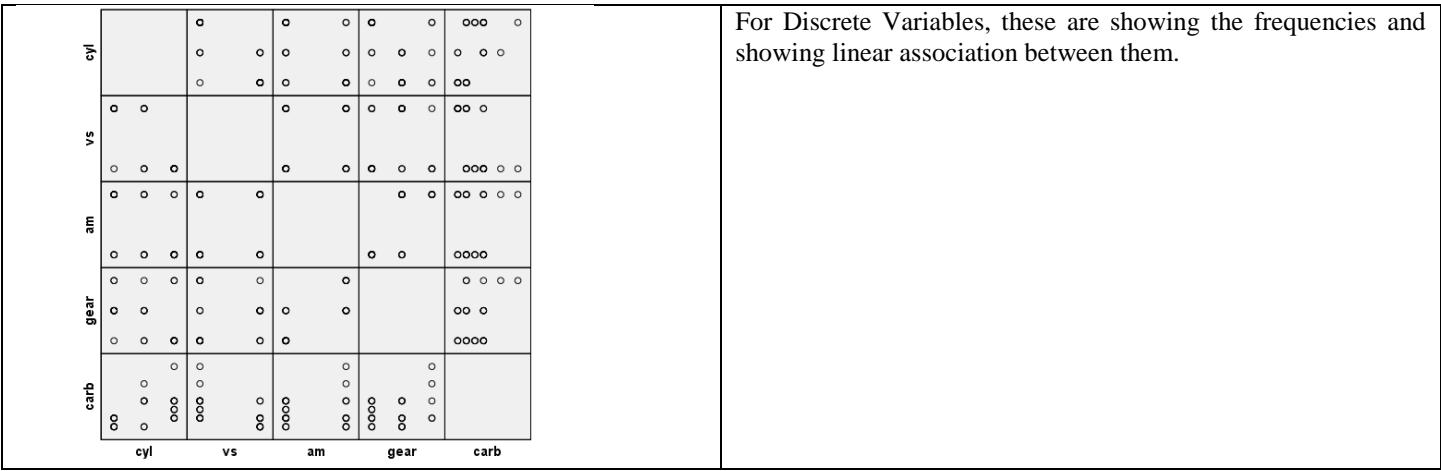 cyl
vs
am
gear
carb
cyl vs am gear carb
For Discrete Variables, these are showing the frequencies and
showing linear association between them.